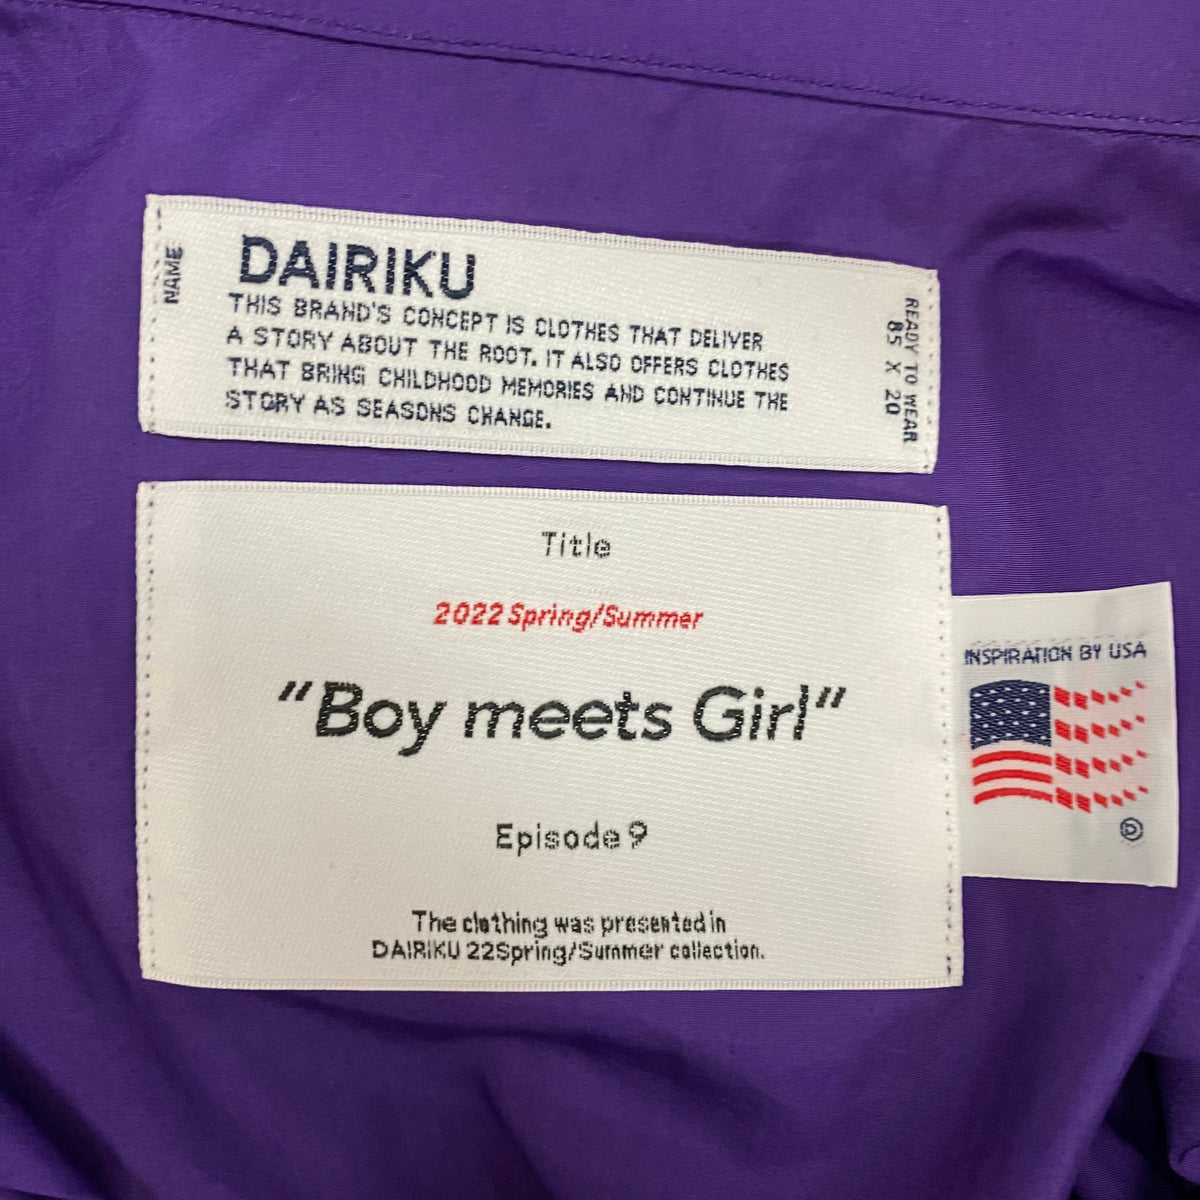 NAME
DAIRIKU
THIS BRAND'S CONCEPT IS CLOTHES THAT DELIVER
A STORY ABOUT THE ROOT. IT ALSO OFFERS CLOTHES
THAT BRING CHILDHOOD MEMORIES AND CONTINUE THE
STORY AS SEASONS CHANGE.
READY TO WEAR
85 X 20
Title
2022 Spring/Summer
"Boy meets Girl"
Episode 9
The clothing was presented in
DAIRIKU 22Spring/Summer collection.
INSPIRATION BY USA
D